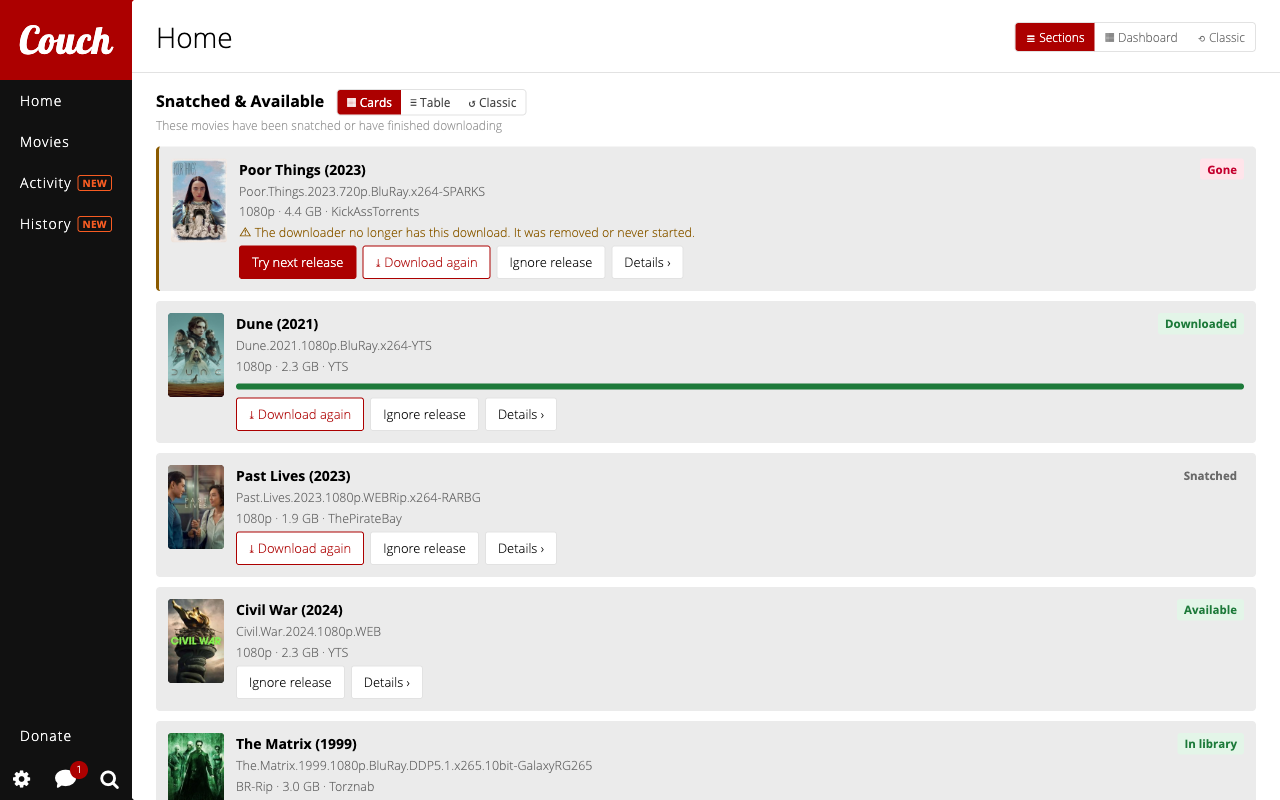 Couch
Home
Movies
Activity NEW
History NEW
Donate
1
Home
Sections Dashboard Classic
Snatched & Available Cards Table Classic
These movies have been snatched or have finished downloading
Poor Things (2023) Gone
Poor.Things.2023.720p.BluRay.x264-SPARKS
1080p · 4.4 GB · KickAssTorrents
⚠ The downloader no longer has this download. It was removed or never started.
Try next release ⤓ Download again Ignore release Details ›
DUNC
Dune (2021) Downloaded
Dune.2021.1080p.BluRay.x264-YTS
1080p · 2.3 GB · YTS
⤓ Download again Ignore release Details ›
PAST LIVES
Past Lives (2023) Snatched
Past.Lives.2023.1080p.WEBRip.x264-RARBG
1080p · 1.9 GB · ThePirateBay
⤓ Download again Ignore release Details ›
CIVIL WAR
Civil War (2024) Available
Civil.War.2024.1080p.WEB
1080p · 2.3 GB · YTS
Ignore release Details ›
The Matrix (1999) In library
The.Matrix.1999.1080p.BluRay.DDP5.1.x265.10bit-GalaxyRG265
BR-Rip · 3.0 GB · Torznab